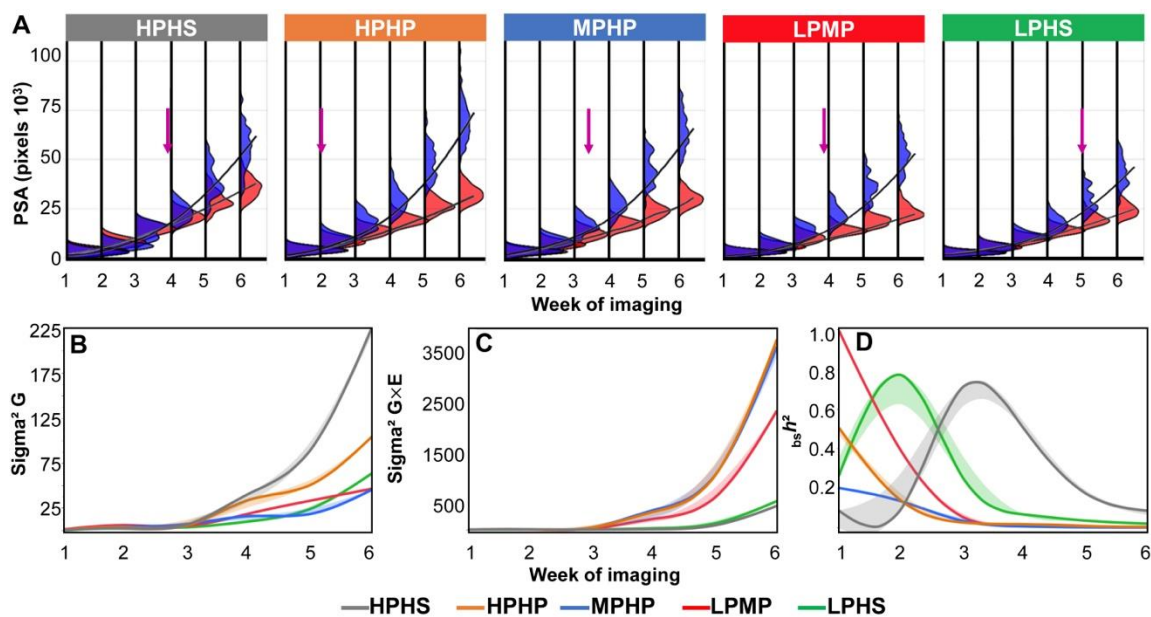 A
HPHS HPHP MPHP LPMP LPHS
PSA (pixels 10³)
100
75
50
25
0
1 2 3 4 5 6 1 2 3 4 5 6 1 2 3 4 5 6 1 2 3 4 5 6 1 2 3 4 5 6
Week of imaging
B
Sigma² G
225
175
125
75
25
1 2 3 4 5 6
C
Sigma² G×E
3500
2500
1500
500
1 2 3 4 5 6
D
bsh²
1.0
0.8
0.6
0.4
0.2
1 2 3 4 5 6
Week of imaging
HPHS HPHP MPHP LPMP LPHS